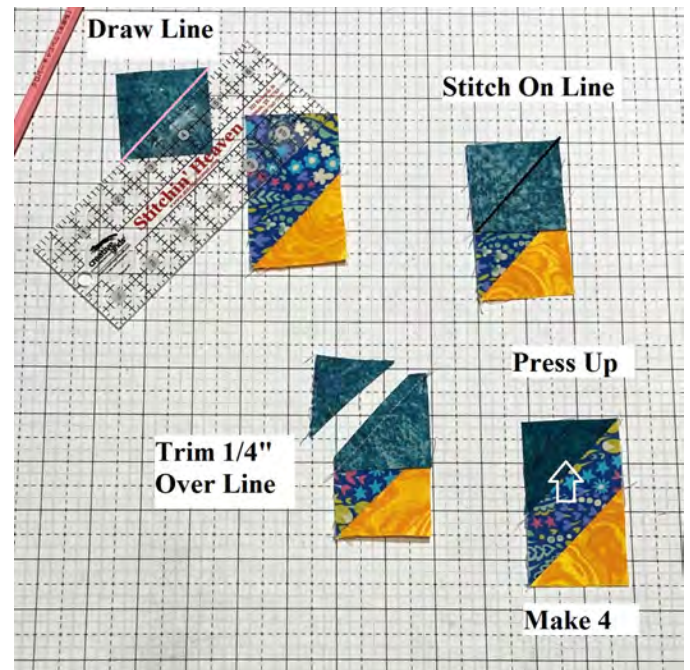 Draw Line
Stitch On Line
Stitchin' Heaven
Press Up
Trim 1/4"
Over Line
Make 4